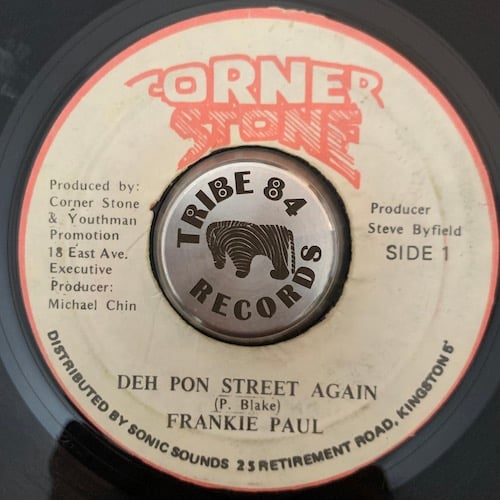 CORNER
STONE
Produced by:
Corner Stone
& Youthman
Promotion
18 East Ave.
Executive
Producer:
Michael Chin
Producer
Steve Byfield
SIDE 1
TRIBE 84
RECORDS
DEH PON STREET AGAIN
(P. Blake)
FRANKIE PAUL
DISTRIBUTED BY SONIC SOUNDS 25 RETIREMENT ROAD, KINGSTON 5